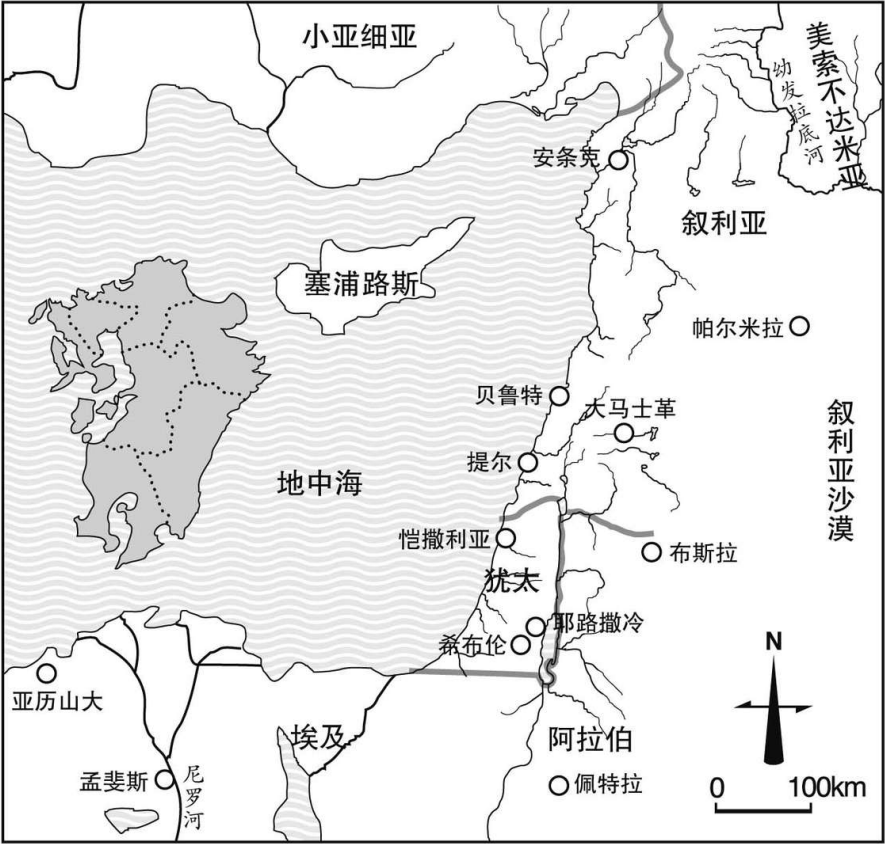 小亚细亚
美索不达米亚
幼发拉底河
安条克
叙利亚
塞浦路斯
帕尔米拉
贝鲁特
大马士革
叙利亚沙漠
提尔
地中海
恺撒利亚
布斯拉
犹太
耶路撒冷
希布伦
N
亚历山大
埃及
阿拉伯
孟斐斯
尼罗河
佩特拉
0 100km